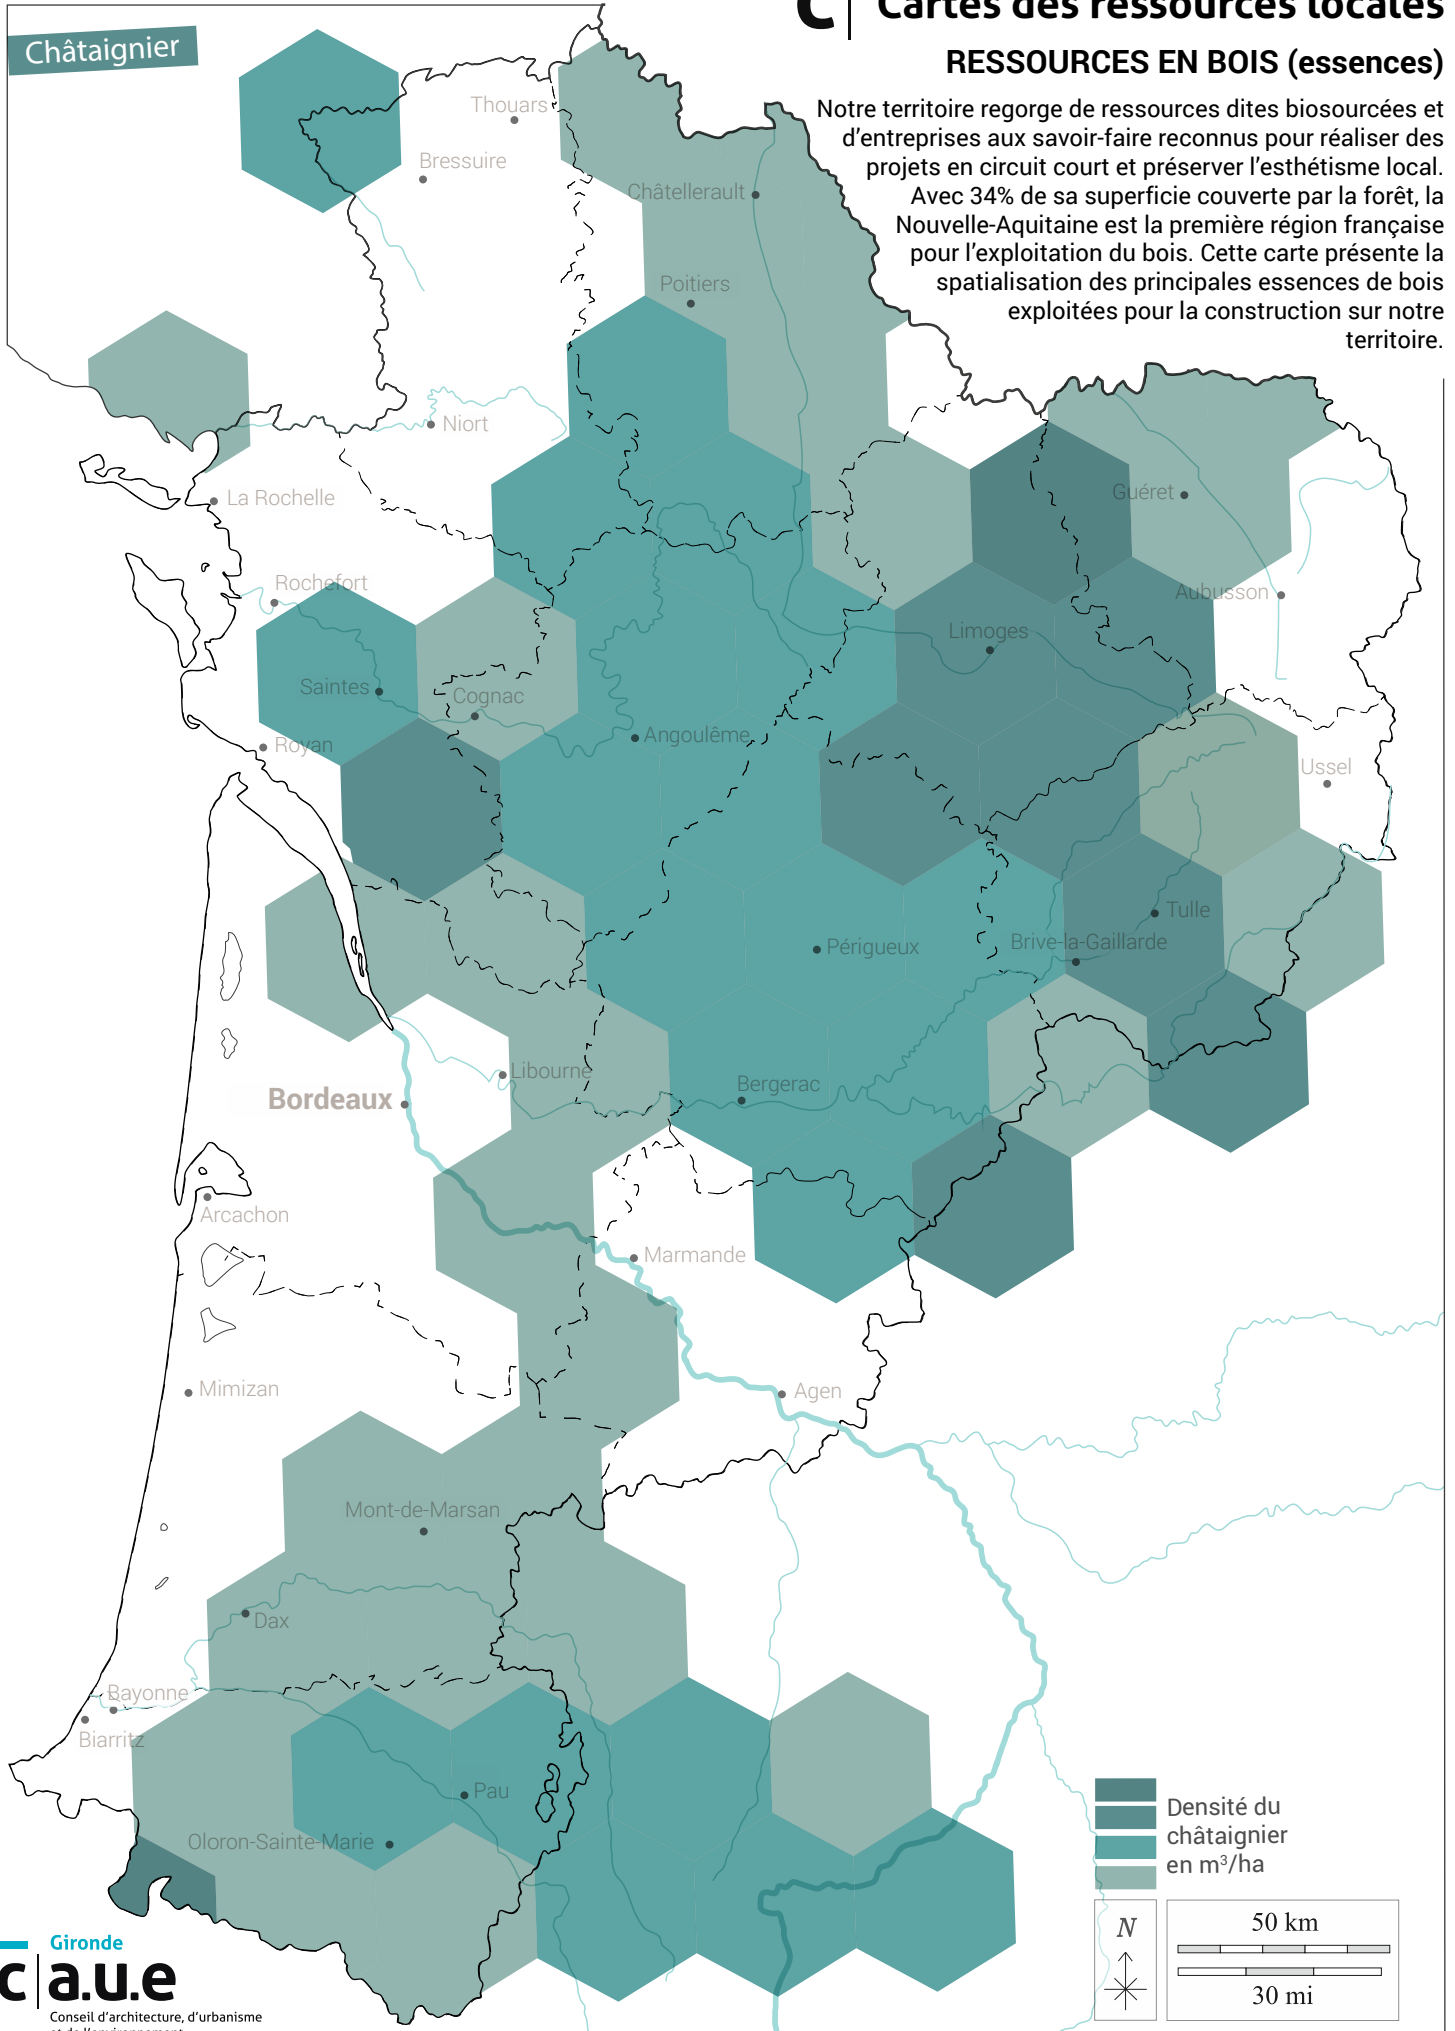 Cartes des ressources locales
RESSOURCES EN BOIS (essences)
Notre territoire regorge de ressources dites biosourcées et
d'entreprises aux savoir-faire reconnus pour réaliser des
projets en circuit court et préserver l'esthétisme local.
Avec 34% de sa superficie couverte par la forêt, la
Nouvelle-Aquitaine est la première région française
pour l'exploitation du bois. Cette carte présente la
spatialisation des principales essences de bois
exploitées pour la construction sur notre
territoire.
Châtaignier
Thouars
Bressuire
Châtellerault
Poitiers
Niort
La Rochelle
Guéret
Rochefort
Aubusson
Limoges
Saintes
Cognac
Angoulême
Royan
Ussel
Tulle
Périgueux
Brive-la-Gaillarde
Libourne
Bergerac
Bordeaux
Arcachon
Marmande
Mimizan
Agen
Mont-de-Marsan
Dax
Bayonne
Biarritz
Pau
Oloron-Sainte-Marie
Densité du
châtaignier
en m³/ha
N
50 km
30 mi
Gironde
c|a.u.e
Conseil d'architecture, d'urbanisme
et de l'environnement